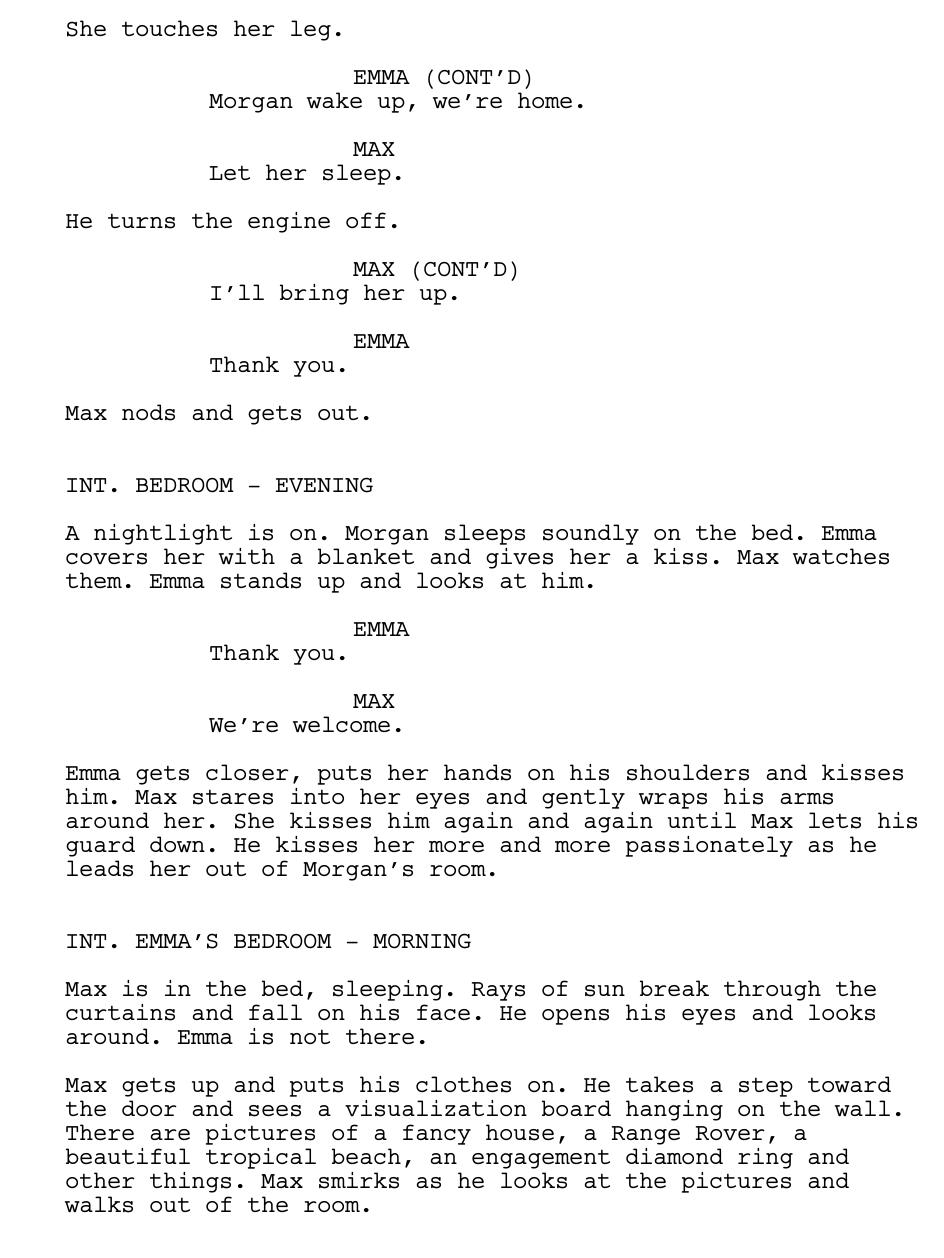 She touches her leg.
EMMA (CONT'D)
Morgan wake up, we're home.
MAX
Let her sleep.
He turns the engine off.
MAX (CONT'D)
I'll bring her up.
EMMA
Thank you.
Max nods and gets out.
INT. BEDROOM – EVENING
A nightlight is on. Morgan sleeps soundly on the bed. Emma
covers her with a blanket and gives her a kiss. Max watches
them. Emma stands up and looks at him.
EMMA
Thank you.
MAX
We're welcome.
Emma gets closer, puts her hands on his shoulders and kisses
him. Max stares into her eyes and gently wraps his arms
around her. She kisses him again and again until Max lets his
guard down. He kisses her more and more passionately as he
leads her out of Morgan's room.
INT. EMMA'S BEDROOM – MORNING
Max is in the bed, sleeping. Rays of sun break through the
curtains and fall on his face. He opens his eyes and looks
around. Emma is not there.
Max gets up and puts his clothes on. He takes a step toward
the door and sees a visualization board hanging on the wall.
There are pictures of a fancy house, a Range Rover, a
beautiful tropical beach, an engagement diamond ring and
other things. Max smirks as he looks at the pictures and
walks out of the room.